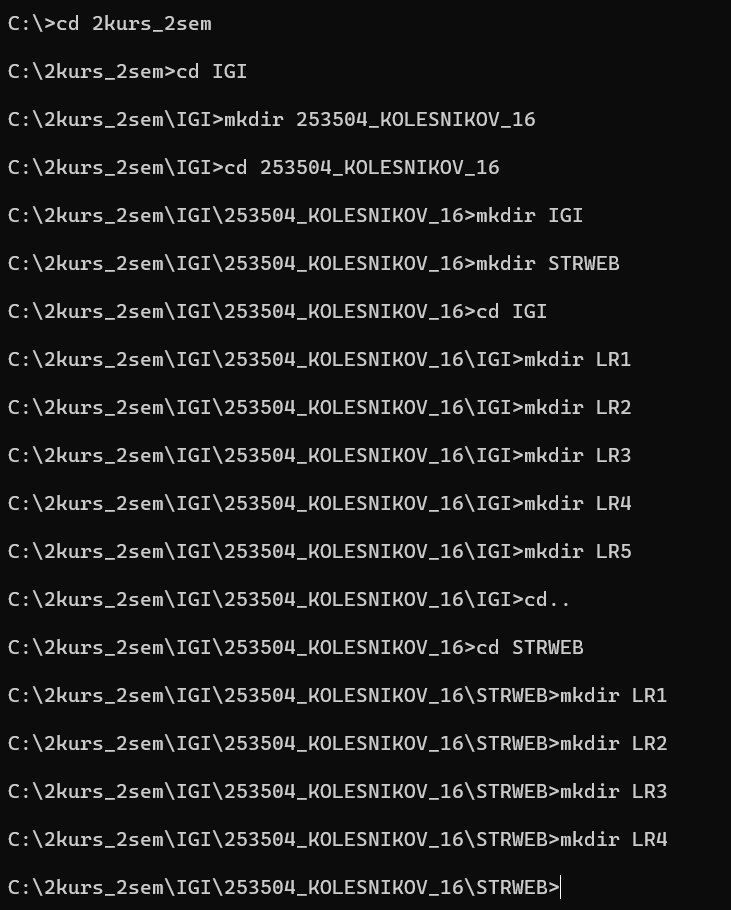 C:\>cd 2kurs_2sem
C:\2kurs_2sem>cd IGI
C:\2kurs_2sem\IGI>mkdir 253504_KOLESNIKOV_16
C:\2kurs_2sem\IGI>cd 253504_KOLESNIKOV_16
C:\2kurs_2sem\IGI\253504_KOLESNIKOV_16>mkdir IGI
C:\2kurs_2sem\IGI\253504_KOLESNIKOV_16>mkdir STRWEB
C:\2kurs_2sem\IGI\253504_KOLESNIKOV_16>cd IGI
C:\2kurs_2sem\IGI\253504_KOLESNIKOV_16\IGI>mkdir LR1
C:\2kurs_2sem\IGI\253504_KOLESNIKOV_16\IGI>mkdir LR2
C:\2kurs_2sem\IGI\253504_KOLESNIKOV_16\IGI>mkdir LR3
C:\2kurs_2sem\IGI\253504_KOLESNIKOV_16\IGI>mkdir LR4
C:\2kurs_2sem\IGI\253504_KOLESNIKOV_16\IGI>mkdir LR5
C:\2kurs_2sem\IGI\253504_KOLESNIKOV_16\IGI>cd..
C:\2kurs_2sem\IGI\253504_KOLESNIKOV_16>cd STRWEB
C:\2kurs_2sem\IGI\253504_KOLESNIKOV_16\STRWEB>mkdir LR1
C:\2kurs_2sem\IGI\253504_KOLESNIKOV_16\STRWEB>mkdir LR2
C:\2kurs_2sem\IGI\253504_KOLESNIKOV_16\STRWEB>mkdir LR3
C:\2kurs_2sem\IGI\253504_KOLESNIKOV_16\STRWEB>mkdir LR4
C:\2kurs_2sem\IGI\253504_KOLESNIKOV_16\STRWEB>